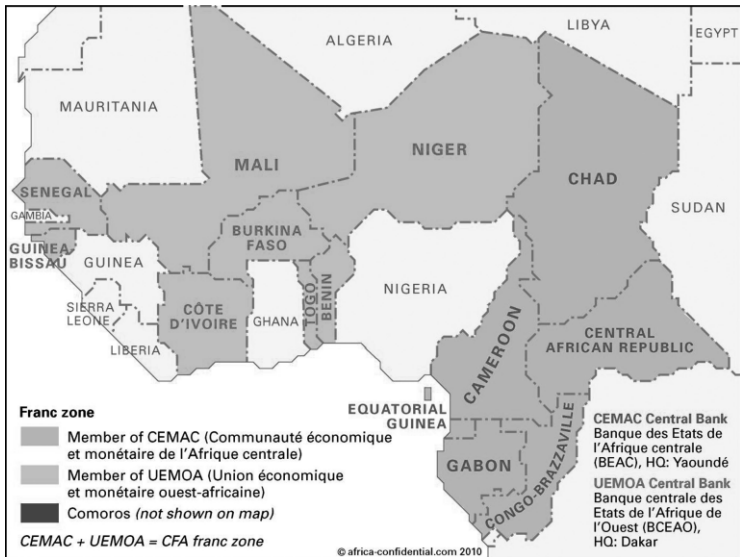 LIBYA
EGYPT
ALGERIA
MAURITANIA
MALI
NIGER
CHAD
SENEGAL
SUDAN
GAMBIA
BURKINA
FASO
GUINEA
BISSAU
GUINEA
NIGERIA
TOGO
BENIN
SIERRA
LEONE
CÔTE
D'IVOIRE
GHANA
LIBERIA
CENTRAL
AFRICAN REPUBLIC
CAMEROON
EQUATORIAL
GUINEA
GABON
CONGO-BRAZZAVILLE
Franc zone
Member of CEMAC (Communauté économique
et monétaire de l'Afrique centrale)
Member of UEMOA (Union économique
et monétaire ouest-africaine)
Comoros (not shown on map)
CEMAC + UEMOA = CFA franc zone
CEMAC Central Bank
Banque des Etats de
l'Afrique centrale
(BEAC), HQ: Yaoundé
UEMOA Central Bank
Banque centrale des
Etats de l'Afrique de
l'Ouest (BCEAO),
HQ: Dakar
© africa-confidential.com 2010